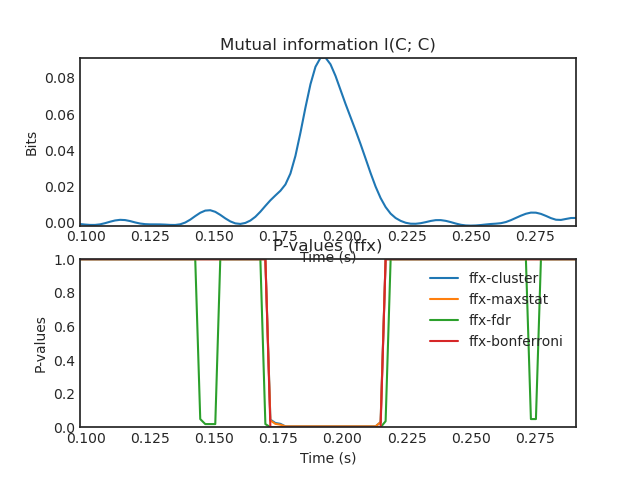 Mutual information I(C; C)
0.08
0.06
0.04
0.02
0.00
Bits
0.100 0.125 0.150 0.175 0.200 0.225 0.250 0.275
Time (s)
P-values (ffx)
1.0
0.8
0.6
0.4
0.2
0.0
P-values
ffx-cluster
ffx-maxstat
ffx-fdr
ffx-bonferroni
0.100 0.125 0.150 0.175 0.200 0.225 0.250 0.275
Time (s)